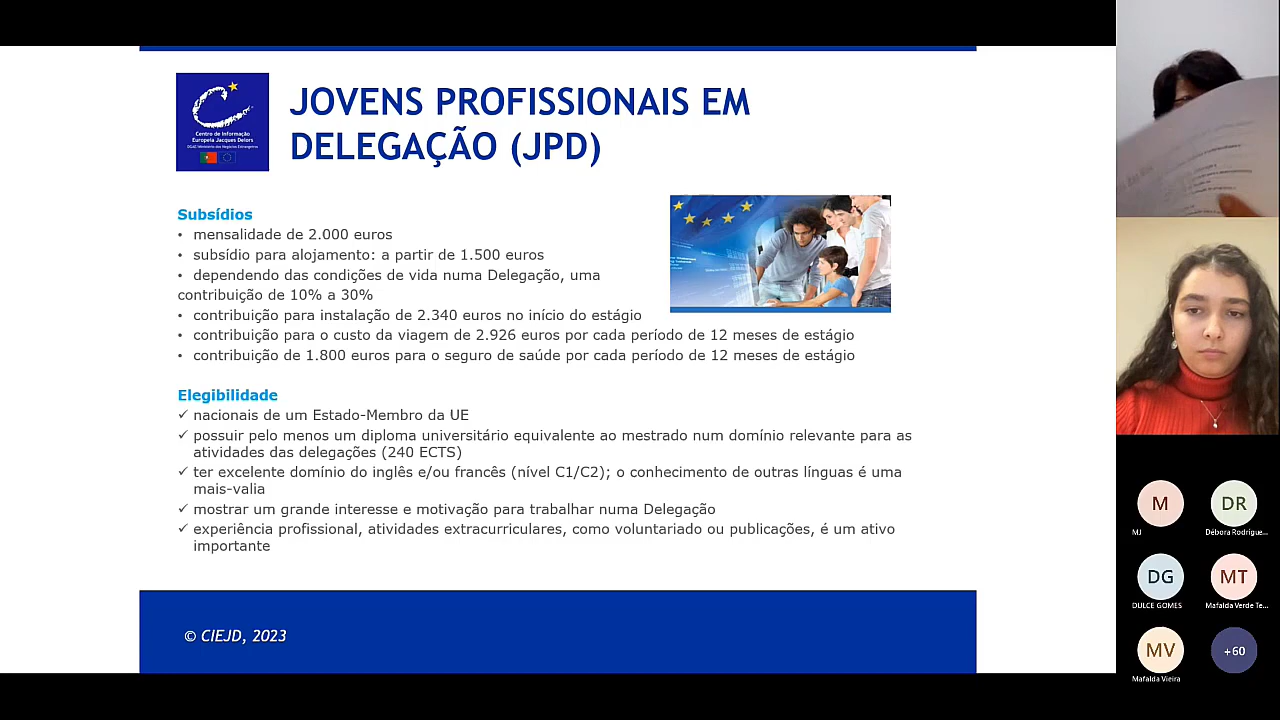 JOVENS PROFISSIONAIS EM
DELEGAÇÃO (JPD)
Centro de Informação
Europeia Jacques Delors
Subsídios
• mensalidade de 2.000 euros
• subsídio para alojamento: a partir de 1.500 euros
• dependendo das condições de vida numa Delegação, uma
contribuição de 10% a 30%
• contribuição para instalação de 2.340 euros no início do estágio
• contribuição para o custo da viagem de 2.926 euros por cada período de 12 meses de estágio
• contribuição de 1.800 euros para o seguro de saúde por cada período de 12 meses de estágio
Elegibilidade
✓ nacionais de um Estado-Membro da UE
✓ possuir pelo menos um diploma universitário equivalente ao mestrado num domínio relevante para as
atividades das delegações (240 ECTS)
✓ ter excelente domínio do inglês e/ou francês (nível C1/C2); o conhecimento de outras línguas é uma
mais-valia
✓ mostrar um grande interesse e motivação para trabalhar numa Delegação
✓ experiência profissional, atividades extracurriculares, como voluntariado ou publicações, é um ativo
importante
© CIEJD, 2023
M
MJ
DR
Débora Rodrigue...
DG
DULCE GOMES
MT
Mafalda Verde Te...
MV
Mafalda Vieira
+60